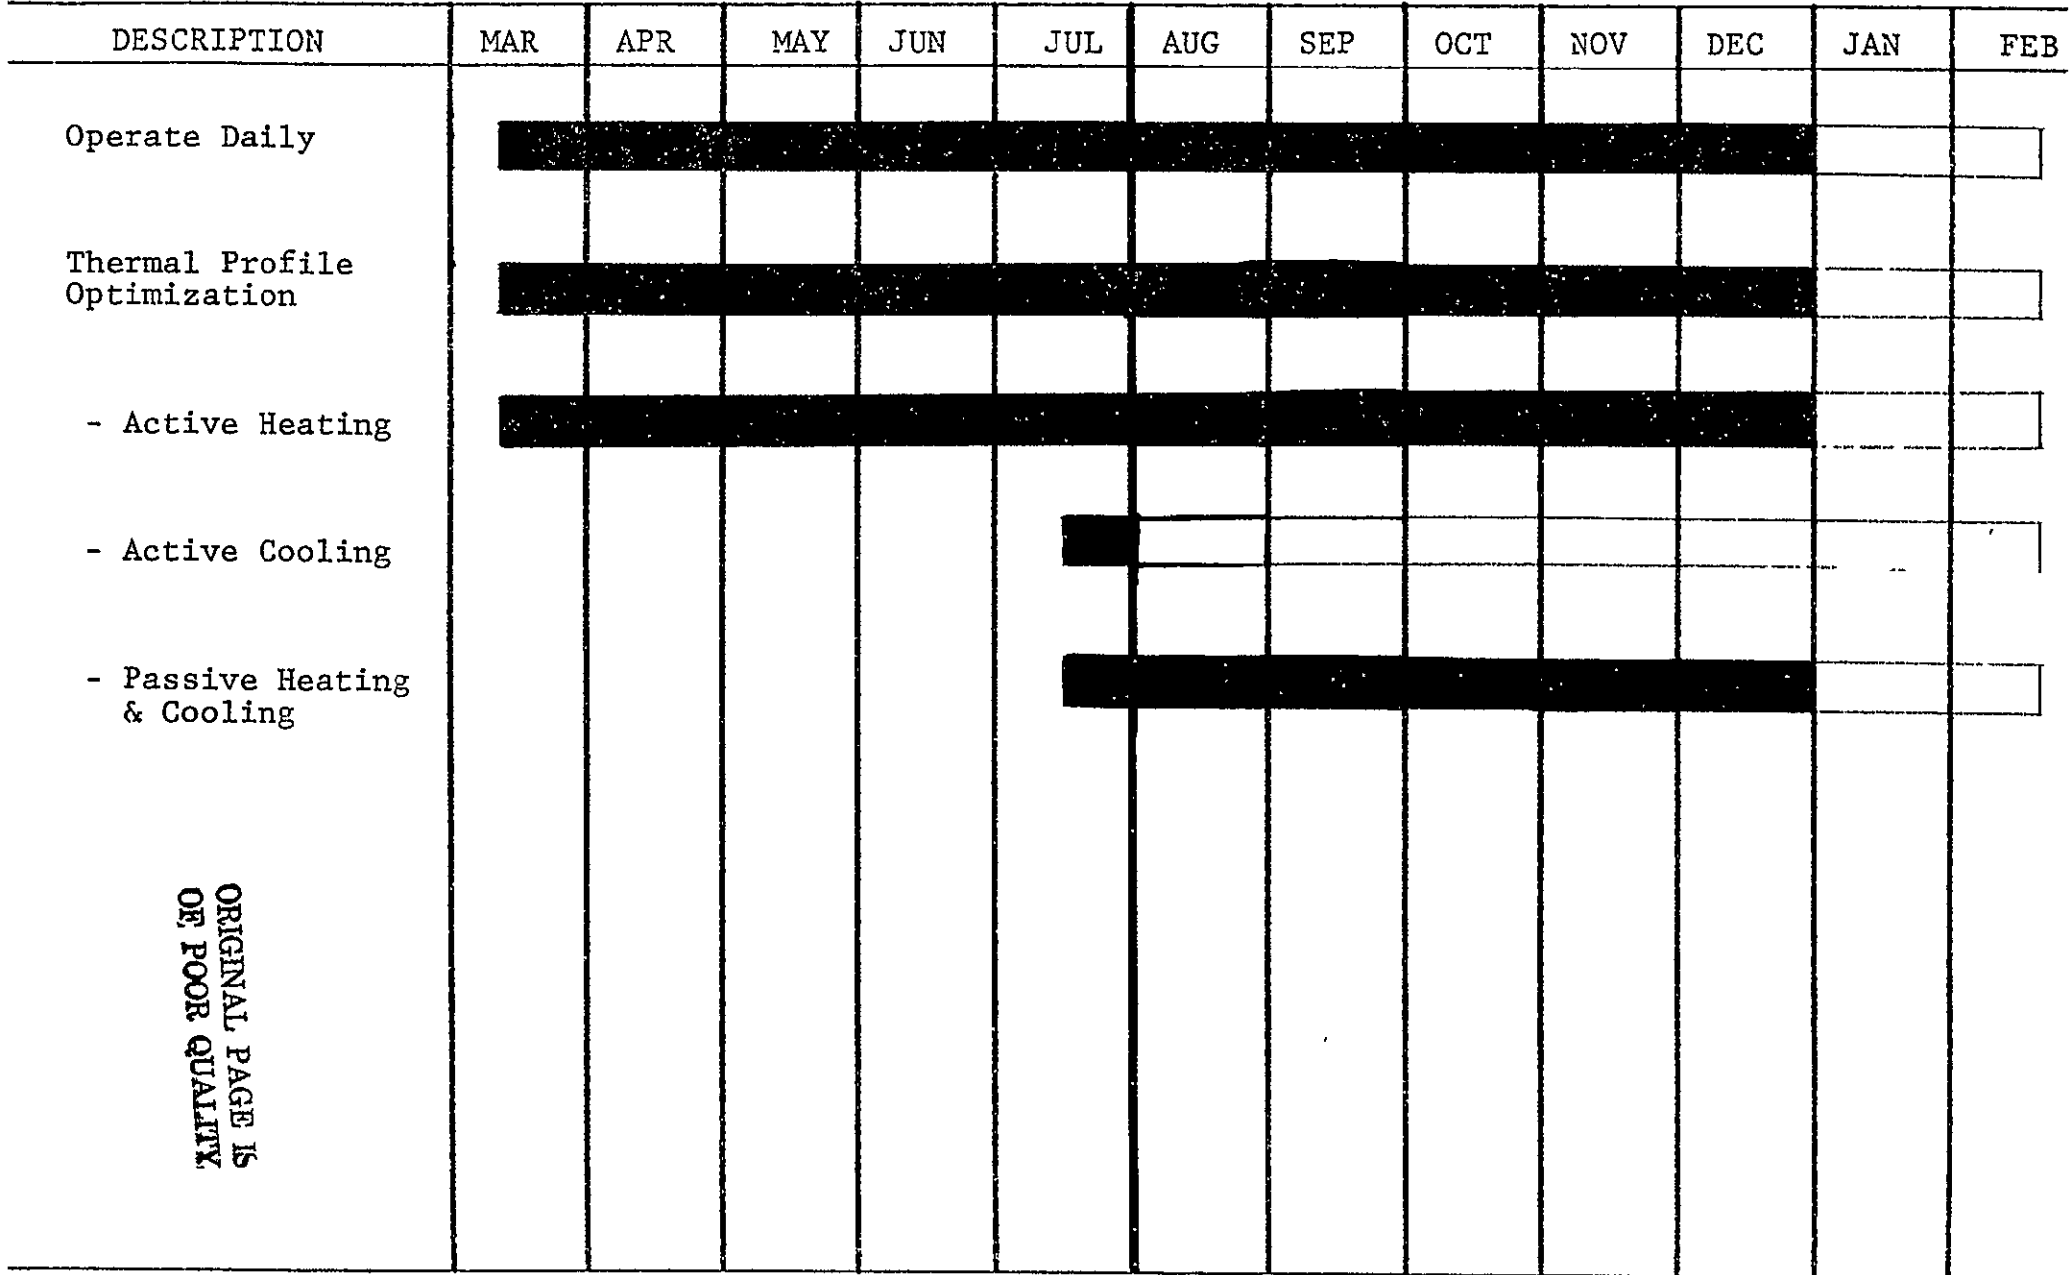 DESCRIPTION MAR APR MAY JUN JUL AUG SEP OCT NOV DEC JAN FEB
Operate Daily
Thermal Profile
Optimization
- Active Heating
- Active Cooling
- Passive Heating
& Cooling
ORIGINAL PAGE IS
OF POOR QUALITY